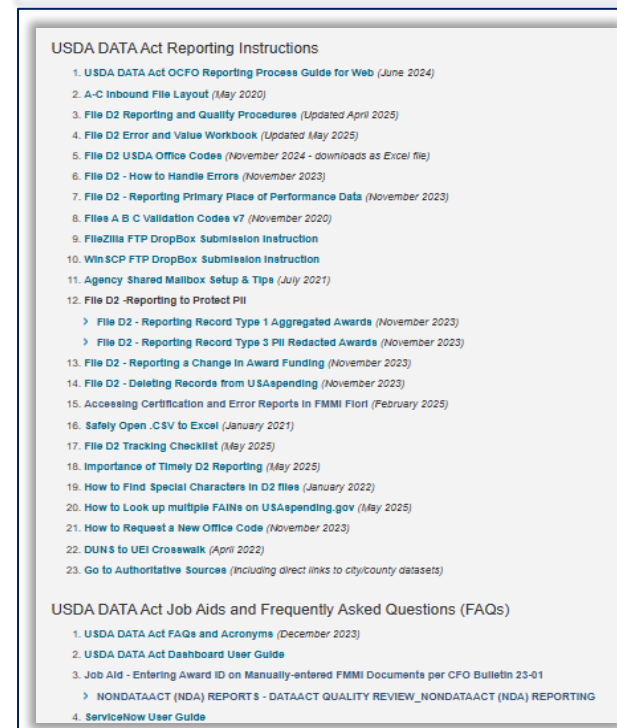 USDA DATA Act Reporting Instructions
1. USDA DATA Act OCFO Reporting Process Guide for Web (June 2024)
2. A-C Inbound File Layout (May 2020)
3. File D2 Reporting and Quality Procedures (Updated April 2025)
4. File D2 Error and Value Workbook (Updated May 2025)
5. File D2 USDA Office Codes (November 2024 - downloads as Excel file)
6. File D2 - How to Handle Errors (November 2023)
7. File D2 - Reporting Primary Place of Performance Data (November 2023)
8. Files A B C Validation Codes v7 (November 2020)
9. FileZilla FTP DropBox Submission Instruction
10. WinSCP FTP DropBox Submission Instruction
11. Agency Shared Mailbox Setup & Tips (July 2021)
12. File D2 -Reporting to Protect PII
> File D2 - Reporting Record Type 1 Aggregated Awards (November 2023)
> File D2 - Reporting Record Type 3 PII Redacted Awards (November 2023)
13. File D2 - Reporting a Change in Award Funding (November 2023)
14. File D2 - Deleting Records from USAspending (November 2023)
15. Accessing Certification and Error Reports in FMMI Fiori (February 2025)
16. Safely Open .CSV to Excel (January 2021)
17. File D2 Tracking Checklist (May 2025)
18. Importance of Timely D2 Reporting (May 2025)
19. How to Find Special Characters in D2 files (January 2022)
20. How to Look up multiple FAINs on USAspending.gov (May 2025)
21. How to Request a New Office Code (November 2023)
22. DUNS to UEI Crosswalk (April 2022)
23. Go to Authoritative Sources (including direct links to city/county datasets)
USDA DATA Act Job Aids and Frequently Asked Questions (FAQs)
1. USDA DATA Act FAQs and Acronyms (December 2023)
2. USDA DATA Act Dashboard User Guide
3. Job Aid - Entering Award ID on Manually-entered FMMI Documents per CFO Bulletin 23-01
> NONDATAACT (NDA) REPORTS - DATAACT QUALITY REVIEW_NONDATAACT (NDA) REPORTING
4. ServiceNow User Guide